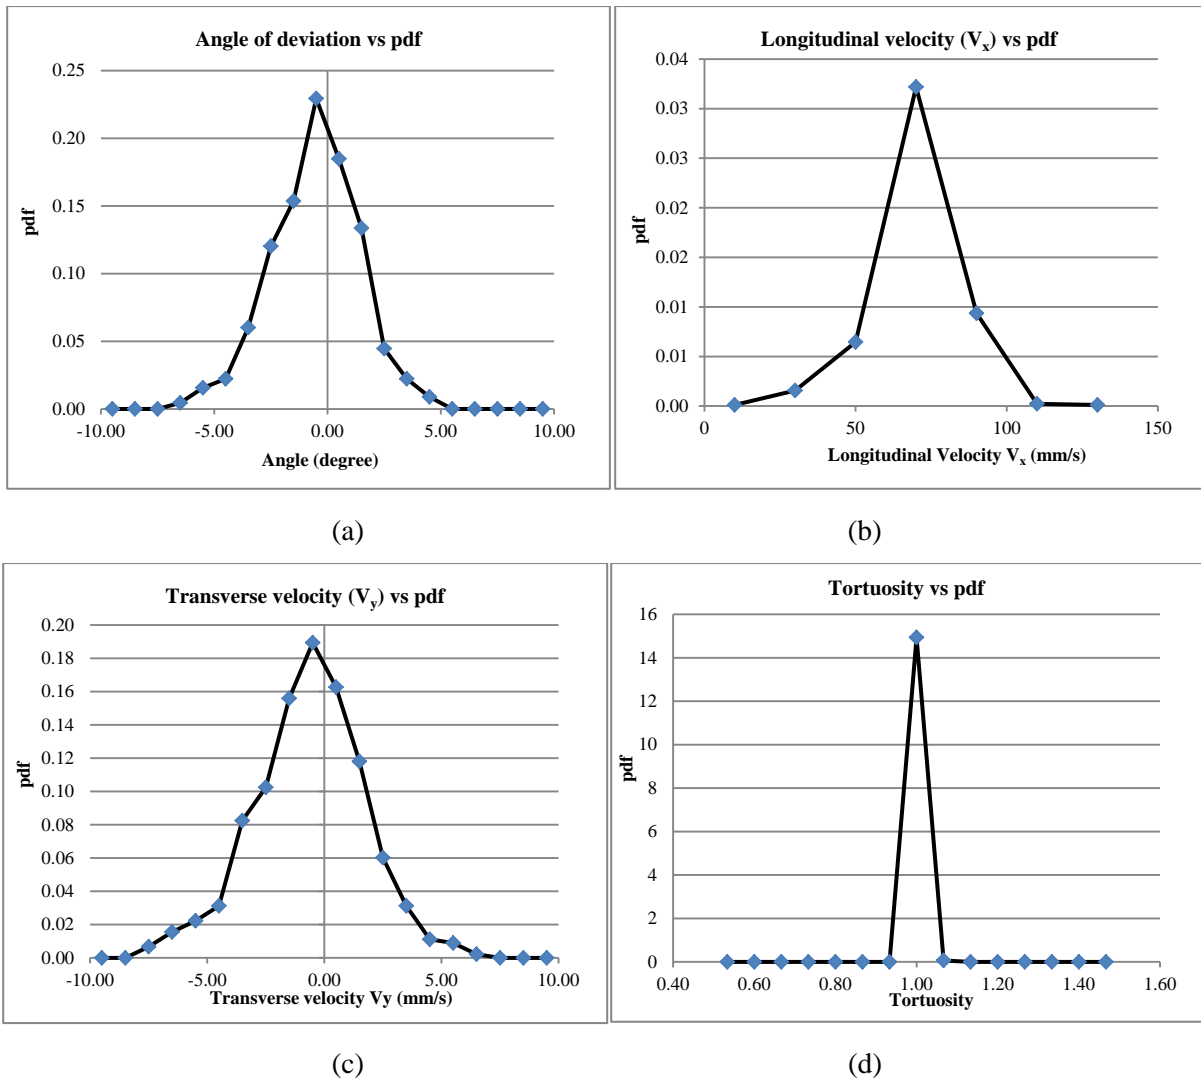 Angle of deviation vs pdf
0.25
0.20
0.15
0.10
0.05
0.00
pdf
-10.00 -5.00 0.00 5.00 10.00
Angle (degree)
(a)
Longitudinal velocity (Vx) vs pdf
0.04
0.03
0.03
0.02
0.02
0.01
0.01
0.00
pdf
0 50 100 150
Longitudinal Velocity Vx (mm/s)
(b)
Transverse velocity (Vy) vs pdf
0.20
0.18
0.16
0.14
0.12
0.10
0.08
0.06
0.04
0.02
0.00
pdf
-10.00 -5.00 0.00 5.00 10.00
Transverse velocity Vy (mm/s)
(c)
Tortuosity vs pdf
16
14
12
10
8
6
4
2
0
pdf
0.40 0.60 0.80 1.00 1.20 1.40 1.60
Tortuosity
(d)